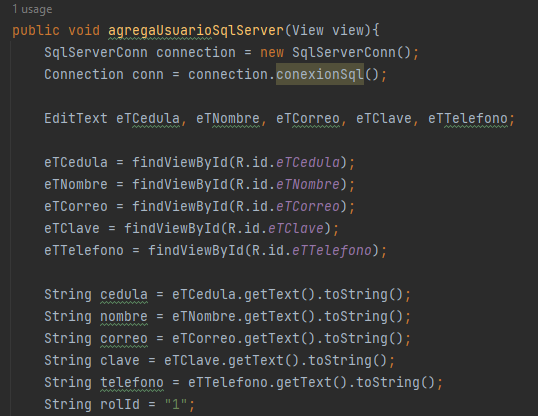 1 usage
public void agregaUsuarioSqlServer(View view){
SqlServerConn connection = new SqlServerConn();
Connection conn = connection.conexionSql();
EditText eTCedula, eTNombre, eTCorreo, eTClave, eTTelefono;
eTCedula = findViewById(R.id.eTCedula);
eTNombre = findViewById(R.id.eTNombre);
eTCorreo = findViewById(R.id.eTCorreo);
eTClave = findViewById(R.id.eTClave);
eTTelefono = findViewById(R.id.eTTelefono);
String cedula = eTCedula.getText().toString();
String nombre = eTNombre.getText().toString();
String correo = eTCorreo.getText().toString();
String clave = eTClave.getText().toString();
String telefono = eTTelefono.getText().toString();
String rolId = "1";